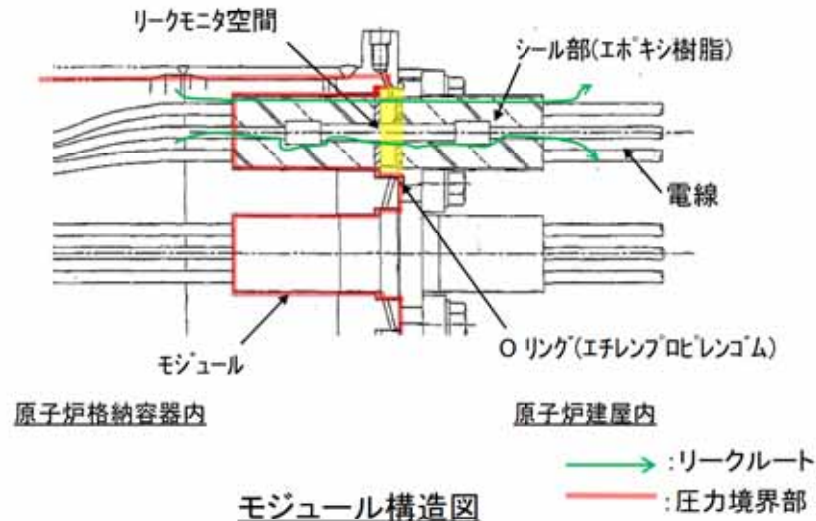 リークモニタ空間
シール部(エポキシ樹脂)
電線
Oリング(エチレンプロピレンゴム)
モジュール
原子炉格納容器内
原子炉建屋内
:リークルート
:圧力境界部
モジュール構造図